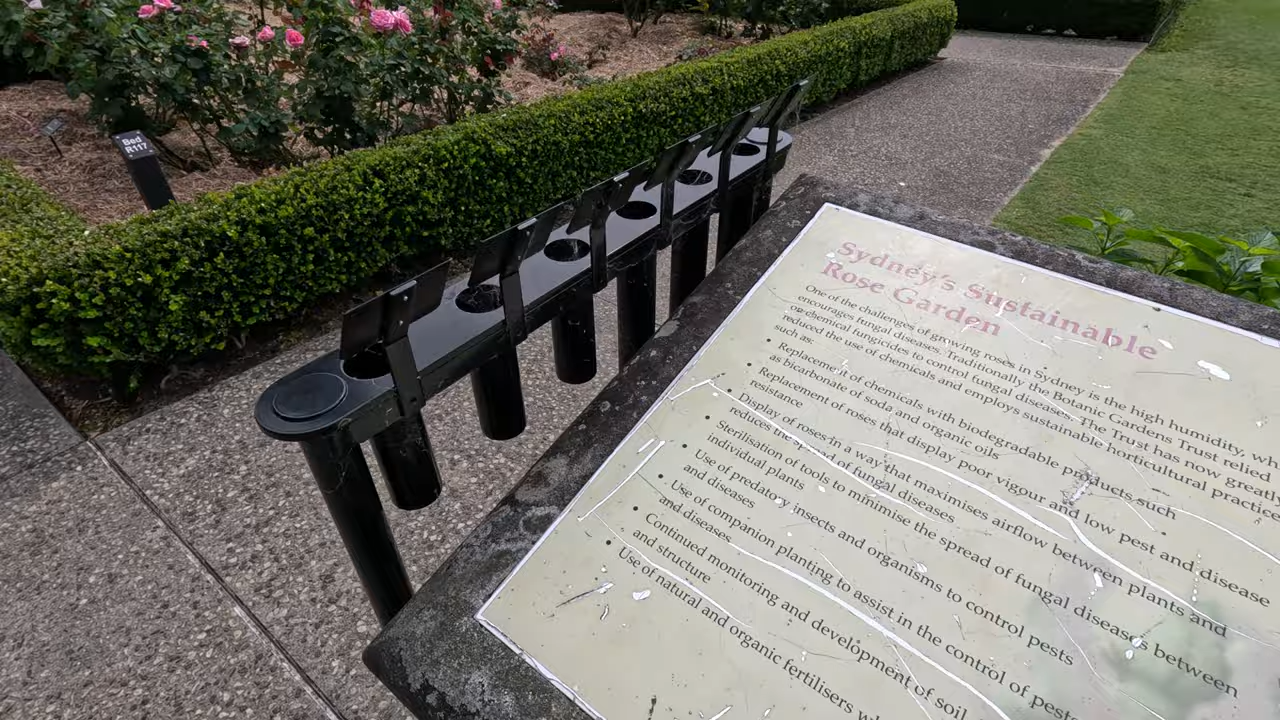 Bed
R117
Sydney's Sustainable
Rose Garden
One of the challenges of growing roses in Sydney is the high humidity,
encourages fungal diseases. Traditionally the Botanic Gardens Trust relied
on chemical fungicides to control fungal diseases. The Trust has now
reduced the use of chemicals and employs sustainable horticultural
such as:
• Replacement of chemicals with biodegradable products such
as bicarbonate of soda and organic oils
• Replacement of roses that display poor vigour and low pest and disease
resistance
• Display of roses in a way that maximises airflow between plants and
reduces the spread of fungal diseases
• Sterilisation of tools to minimise the spread of fungal diseases between
individual plants
• Use of predatory insects and organisms to control pests
and diseases
• Use of companion planting to assist in the control of pests
and diseases
• Continued monitoring and development of soil
and structure
• Use of natural and organic fertilisers